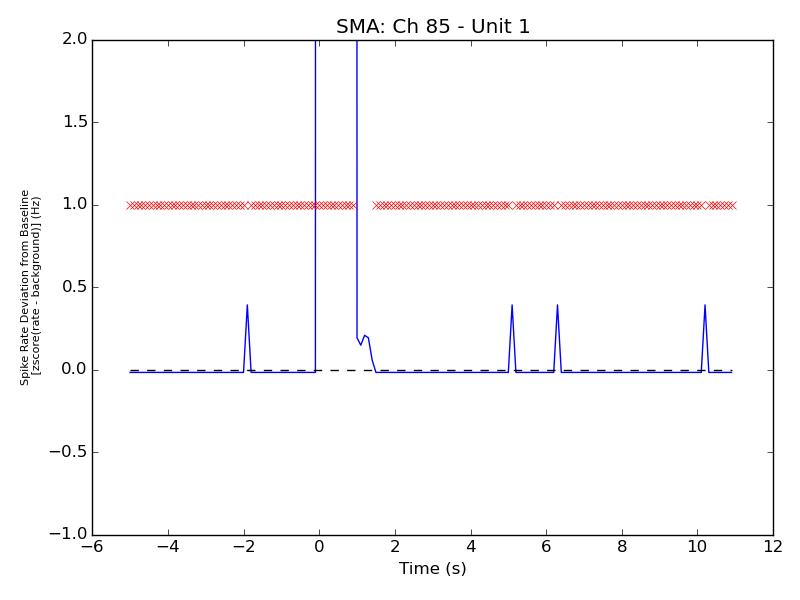 SMA: Ch 85 - Unit 1
2.0
1.5
1.0
0.5
0.0
−0.5
−1.0
Spike Rate Deviation from Baseline
[zscore(rate - background)] (Hz)
−6 −4 −2 0 2 4 6 8 10 12
Time (s)